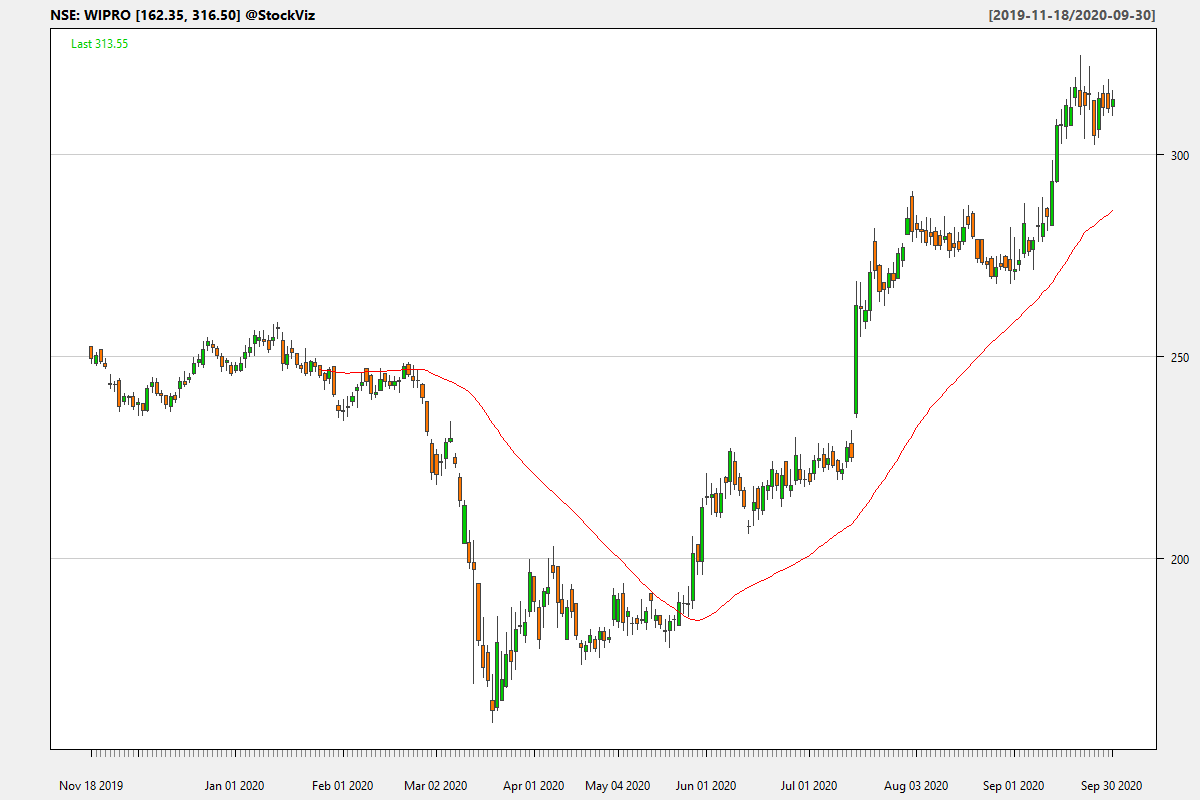 NSE: WIPRO [162.35, 316.50] @StockViz
[2019-11-18/2020-09-30]
Last 313.55
300
250
200
Nov 18 2019
Jan 01 2020
Feb 01 2020
Mar 02 2020
Apr 01 2020
May 04 2020
Jun 01 2020
Jul 01 2020
Aug 03 2020
Sep 01 2020
Sep 30 2020